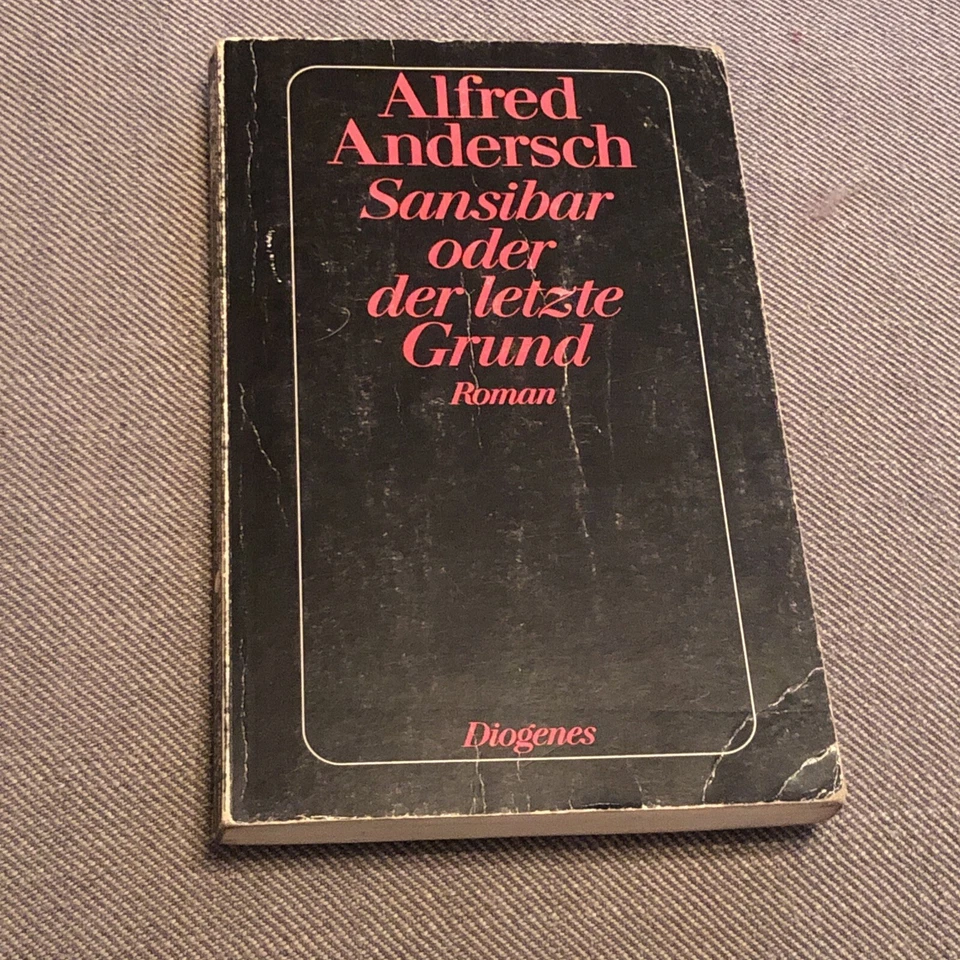 Alfred
Andersch
Sansibar
oder
der letzte
Grund
Roman
Diogenes